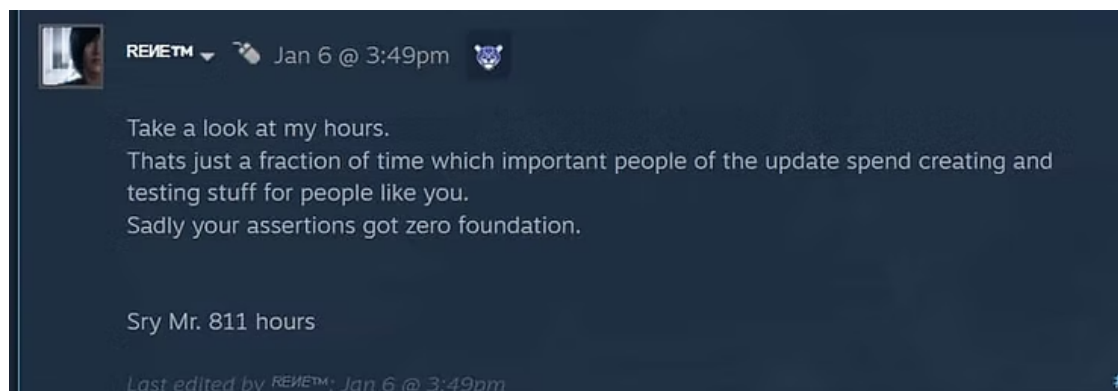 REИE™ Jan 6 @ 3:49pm
Take a look at my hours.
Thats just a fraction of time which important people of the update spend creating and
testing stuff for people like you.
Sadly your assertions got zero foundation.
Sry Mr. 811 hours
Last edited by REИE™; Jan 6 @ 3:49pm